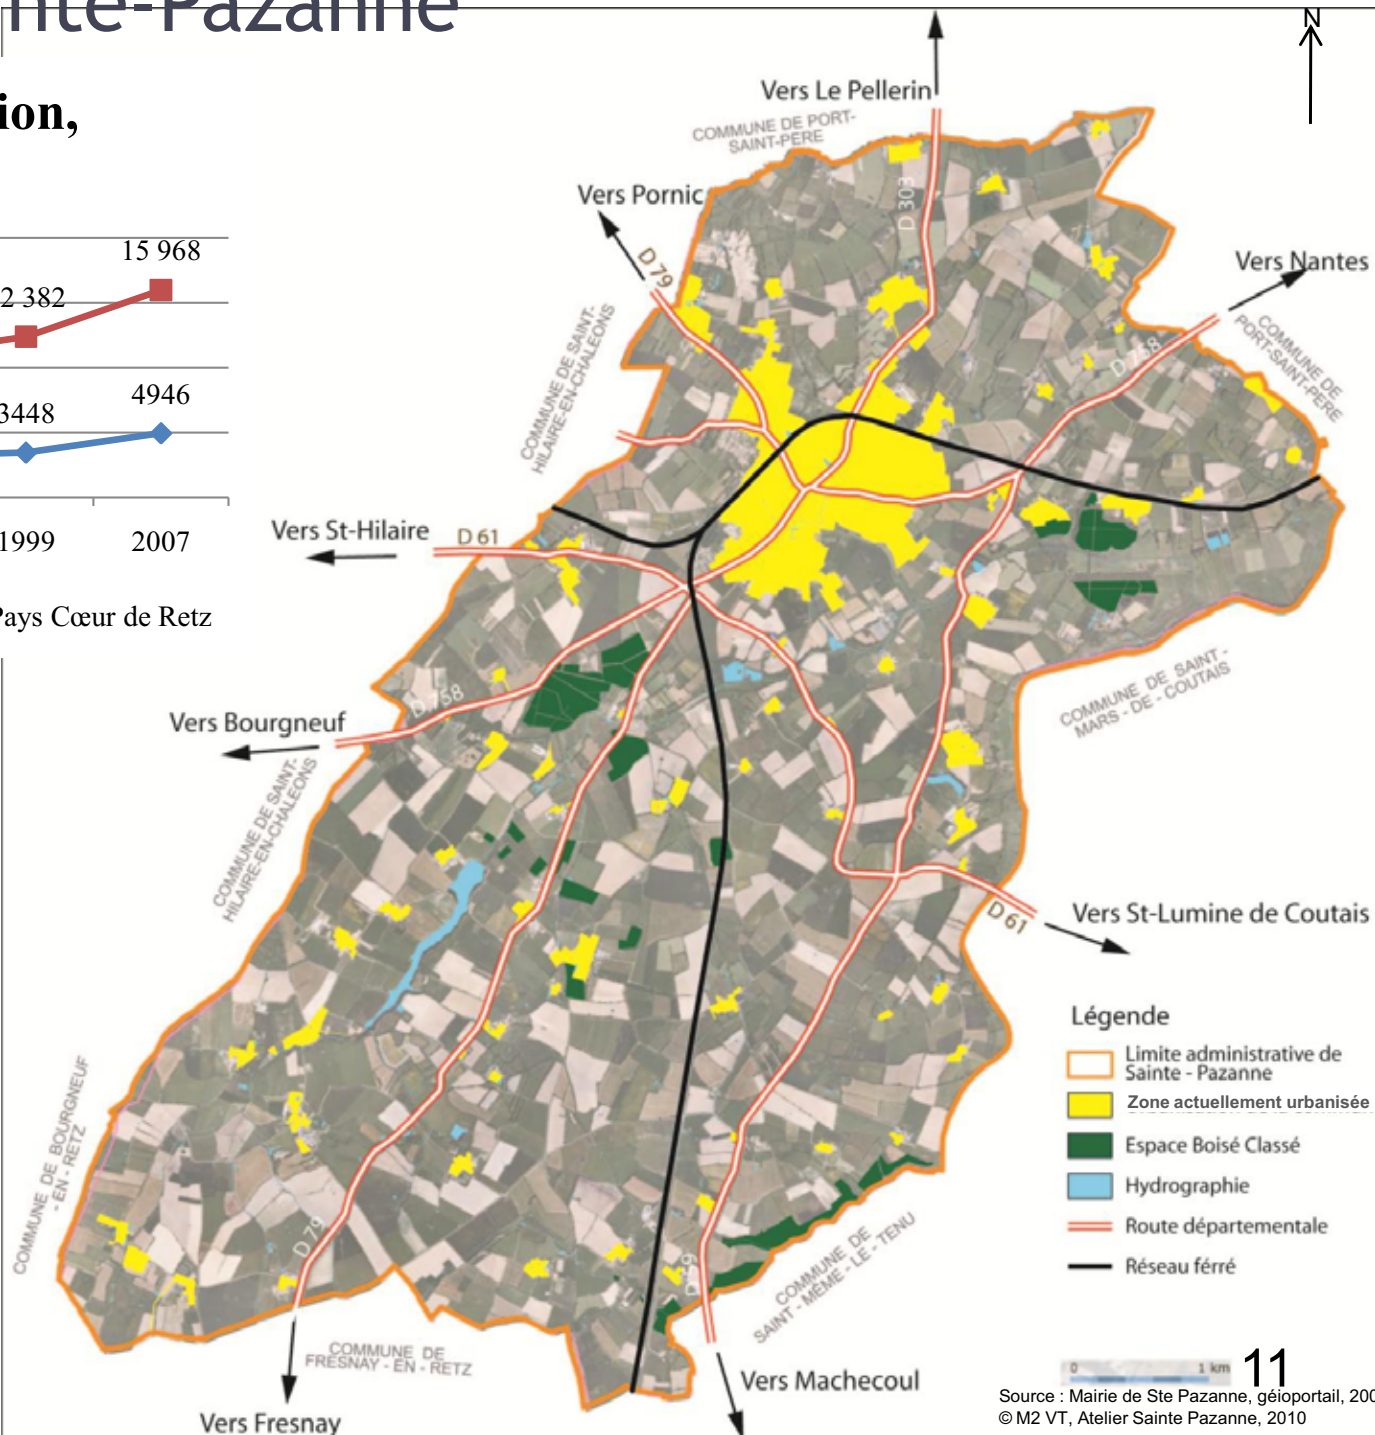 nte-Pazanne
ion,
15 968
2 382
4946
3448
1999
2007
Pays Cœur de Retz
N
Vers Le Pellerin
COMMUNE DE PORT-
SAINT-PERE
D 303
Vers Pornic
D 79
Vers Nantes
COMMUNE DE
PORT-SAINT-PERE
D 758
COMMUNE DE SAINT-
HILAIRE-EN-CHALEONS
Vers St-Hilaire
D 61
COMMUNE DE SAINT -
MARS - DE - COUTAIS
D 758
Vers Bourgneuf
COMMUNE DE SAINT-
HILAIRE-EN-CHALEONS
Vers St-Lumine de Coutais
D 61
COMMUNE DE BOURGNEUF
- EN - RETZ
D 79
COMMUNE DE
SAINT - MÊME - LE - TENU
COMMUNE DE
FRESNAY - EN - RETZ
Vers Machecoul
Vers Fresnay
Légende
Limite administrative de
Sainte - Pazanne
Zone actuellement urbanisée
Espace Boisé Classé
Hydrographie
Route départementale
Réseau férré
0 1 km
11
Source : Mairie de Ste Pazanne, géioportail, 200
© M2 VT, Atelier Sainte Pazanne, 2010